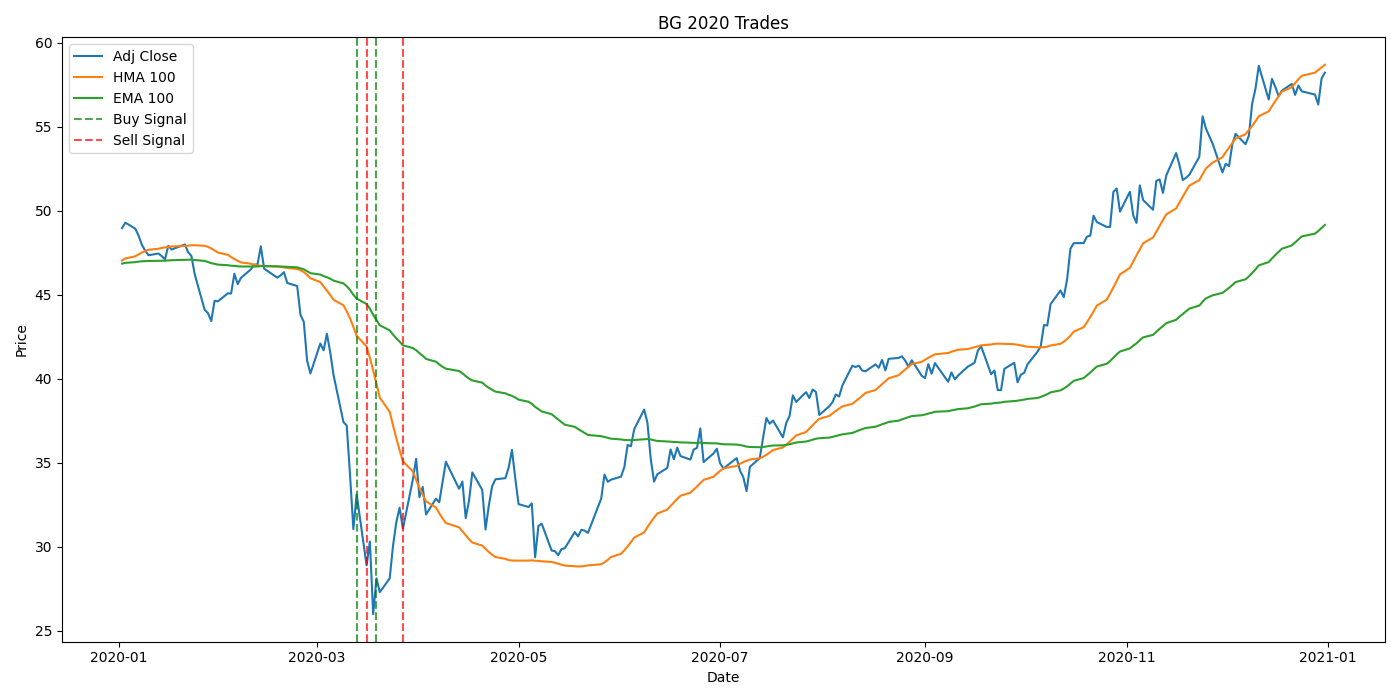 BG 2020 Trades
Adj Close
HMA 100
EMA 100
Buy Signal
Sell Signal
Price
60
55
50
45
40
35
30
25
2020-01
2020-03
2020-05
2020-07
2020-09
2020-11
2021-01
Date